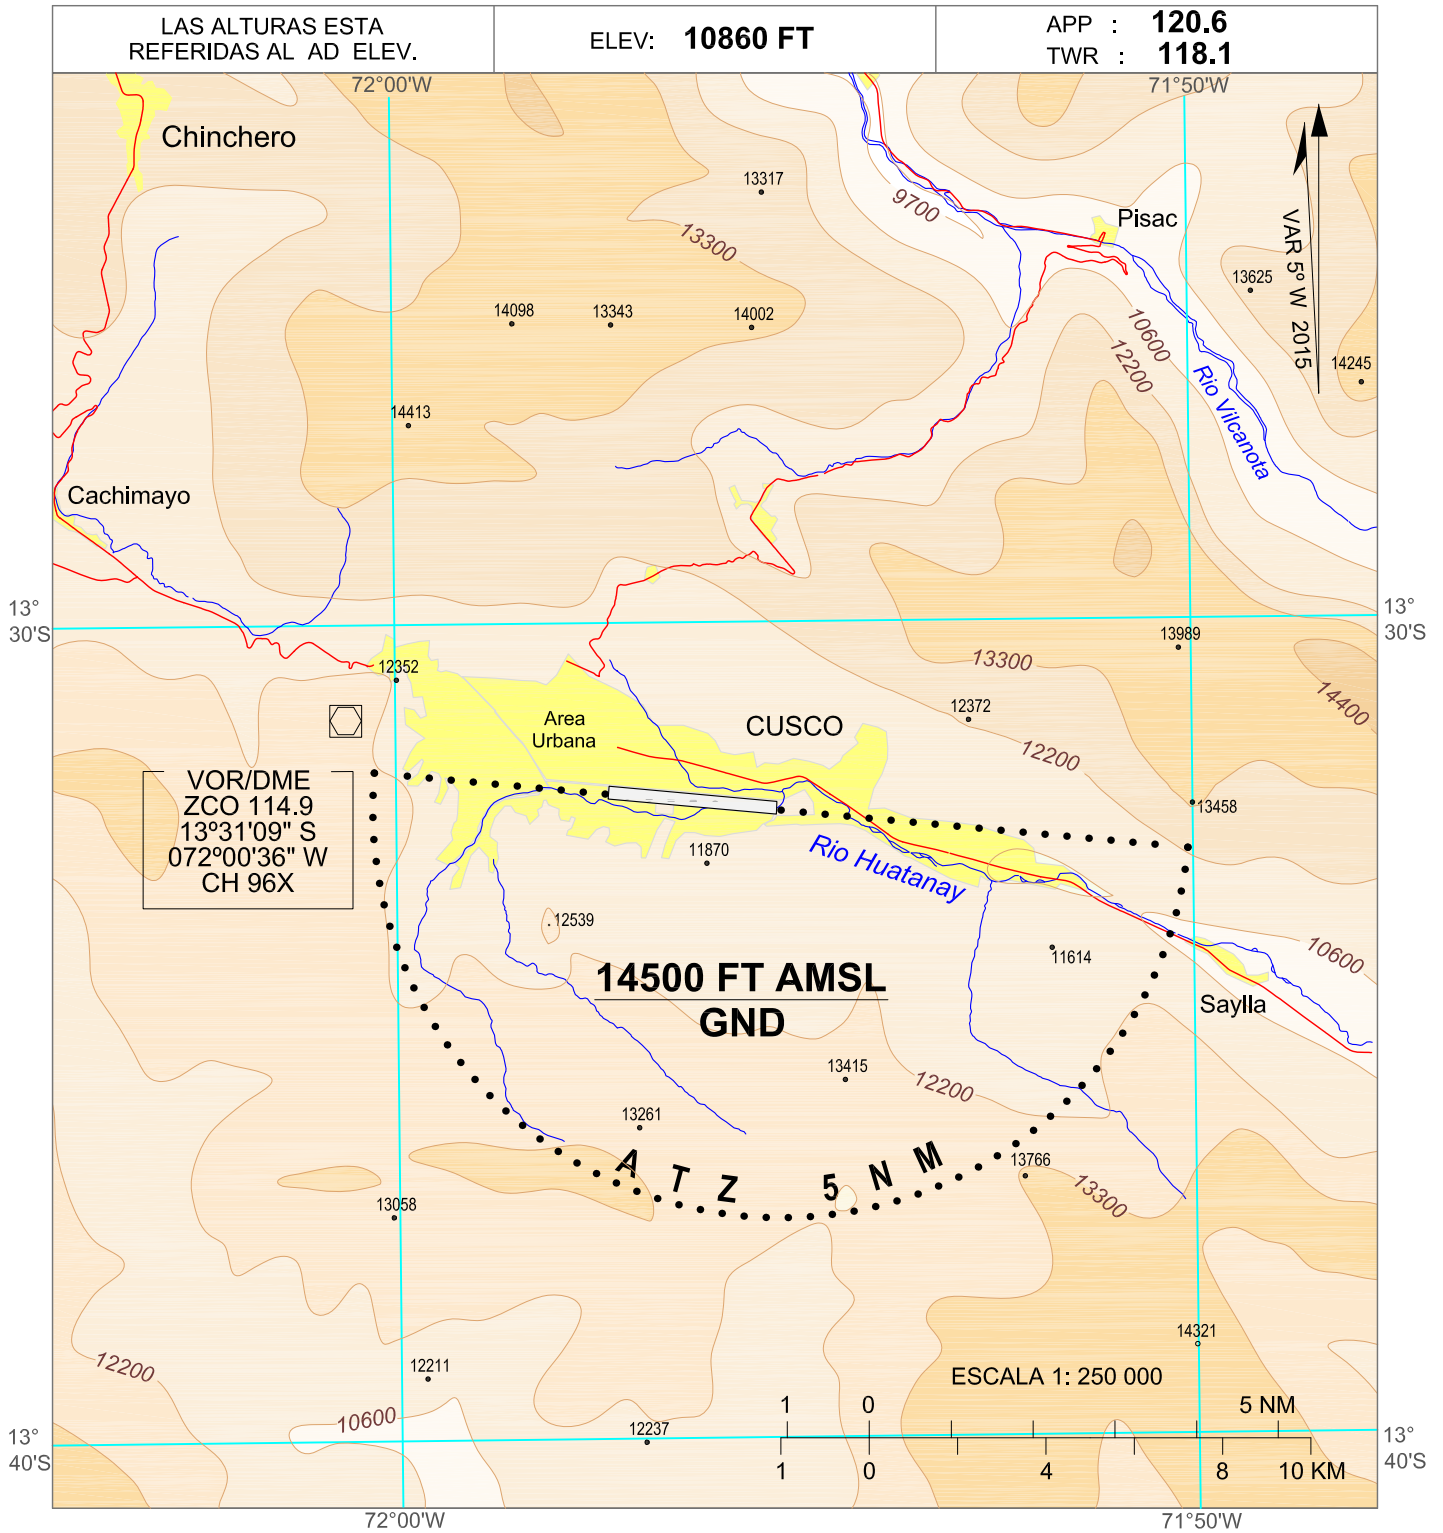 LAS ALTURAS ESTA
REFERIDAS AL AD ELEV.
ELEV: 10860 FT
APP : 120.6
TWR : 118.1
72°00'W
71°50'W
Chinchero
13317
9700
Pisac
13300
VAR 5º W 2015
13625
14098
13343
14002
10600
12200
14245
Rio Vilcanota
14413
Cachimayo
13°
30'S
13°
30'S
13989
13300
12352
14400
12372
Area
Urbana
CUSCO
12200
VOR/DME
ZCO 114.9
13º31'09" S
072º00'36" W
CH 96X
13458
11870
Rio Huatanay
12539
11614
10600
14500 FT AMSL
GND
Saylla
13415
12200
13261
ATZ 5 NM
13766
13300
13058
14321
12200
12211
ESCALA 1: 250 000
1 0 5 NM
10600
12237
13°
40'S
13°
40'S
1 0 4 8 10 KM
72°00'W
71°50'W